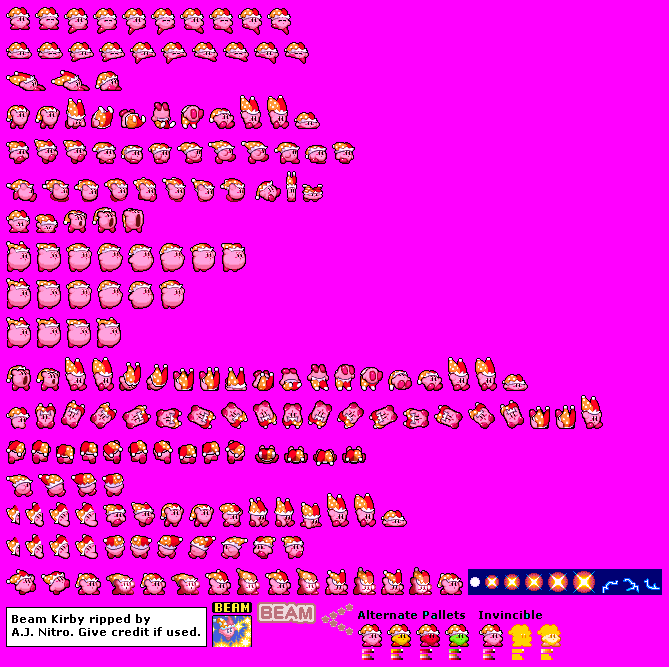 Beam Kirby ripped by
A.J. Nitro. Give credit if used.
BEAM
BEAM
Alternate Pallets Invincible